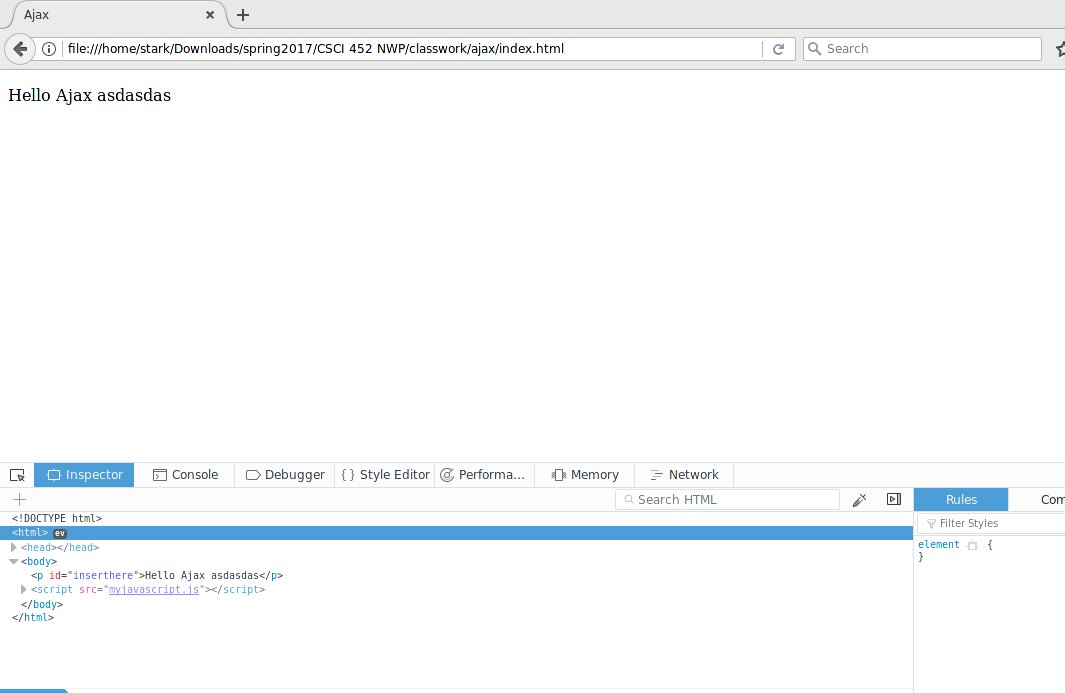 Ajax
file:///home/stark/Downloads/spring2017/CSCI 452 NWP/classwork/ajax/index.html
Search
Hello Ajax asdasdas
Inspector Console Debugger { } Style Editor Performa... Memory Network
Search HTML
Rules Com
Filter Styles
<!DOCTYPE html>
<html> ev
<head></head>
<body>
<p id="inserthere">Hello Ajax asdasdas</p>
<script src="myjavascript.js"></script>
</body>
</html>
element {
}